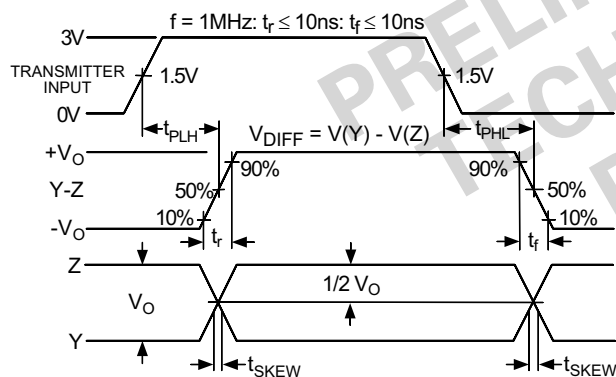 f = 1MHz: tr ≤ 10ns: tf ≤ 10ns
3V
TRANSMITTER
INPUT
1.5V
1.5V
0V
tPLH
VDIFF = V(Y) - V(Z)
tPHL
+VO
90%
90%
Y-Z
50%
50%
10%
10%
-VO
tr
tf
Z
VO
1/2 VO
Y
tSKEW
tSKEW